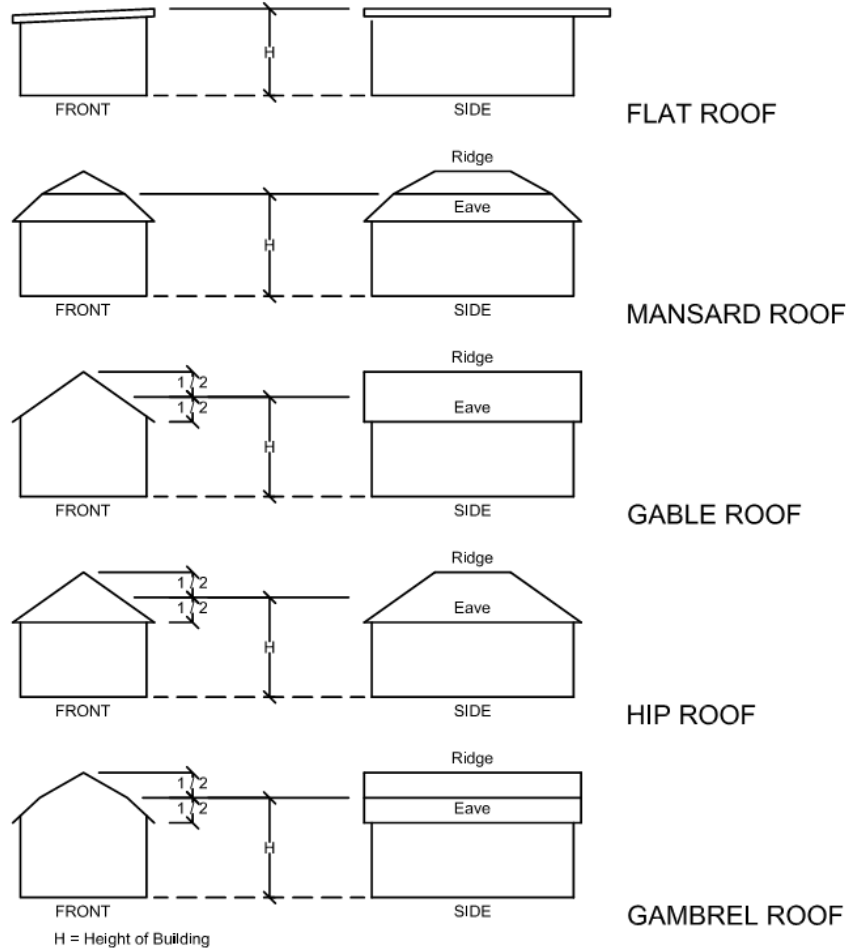 H
FRONT
SIDE
FLAT ROOF
Ridge
Eave
H
FRONT
SIDE
MANSARD ROOF
Ridge
1/2
1/2
Eave
H
FRONT
SIDE
GABLE ROOF
Ridge
1/2
1/2
Eave
H
FRONT
SIDE
HIP ROOF
Ridge
1/2
1/2
Eave
H
FRONT
SIDE
GAMBREL ROOF
H = Height of Building